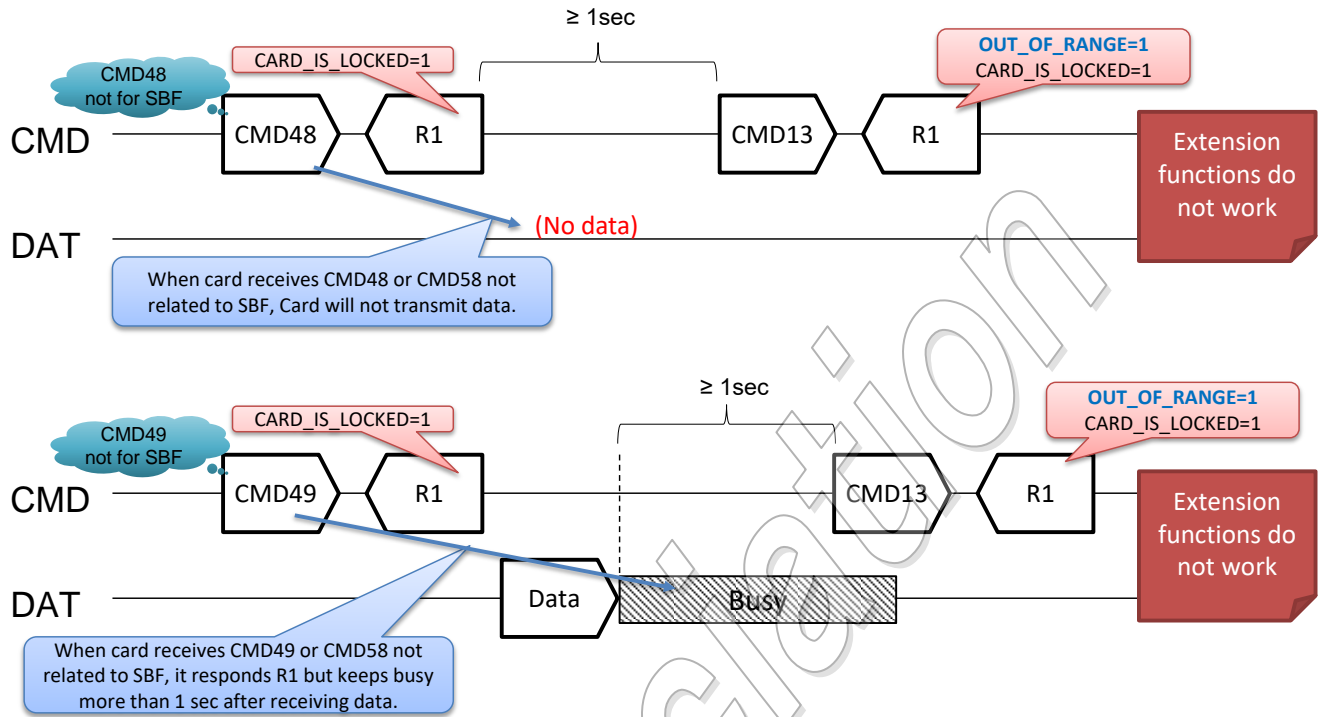 ≥ 1sec
CMD48
not for SBF
CARD_IS_LOCKED=1
OUT_OF_RANGE=1
CARD_IS_LOCKED=1
CMD
CMD48
R1
CMD13
R1
Extension
functions do
not work
DAT
(No data)
When card receives CMD48 or CMD58 not
related to SBF, Card will not transmit data.
≥ 1sec
CMD49
not for SBF
CARD_IS_LOCKED=1
OUT_OF_RANGE=1
CARD_IS_LOCKED=1
CMD
CMD49
R1
CMD13
R1
Extension
functions do
not work
DAT
Data
Busy
When card receives CMD49 or CMD58 not
related to SBF, it responds R1 but keeps busy
more than 1 sec after receiving data.
ciation